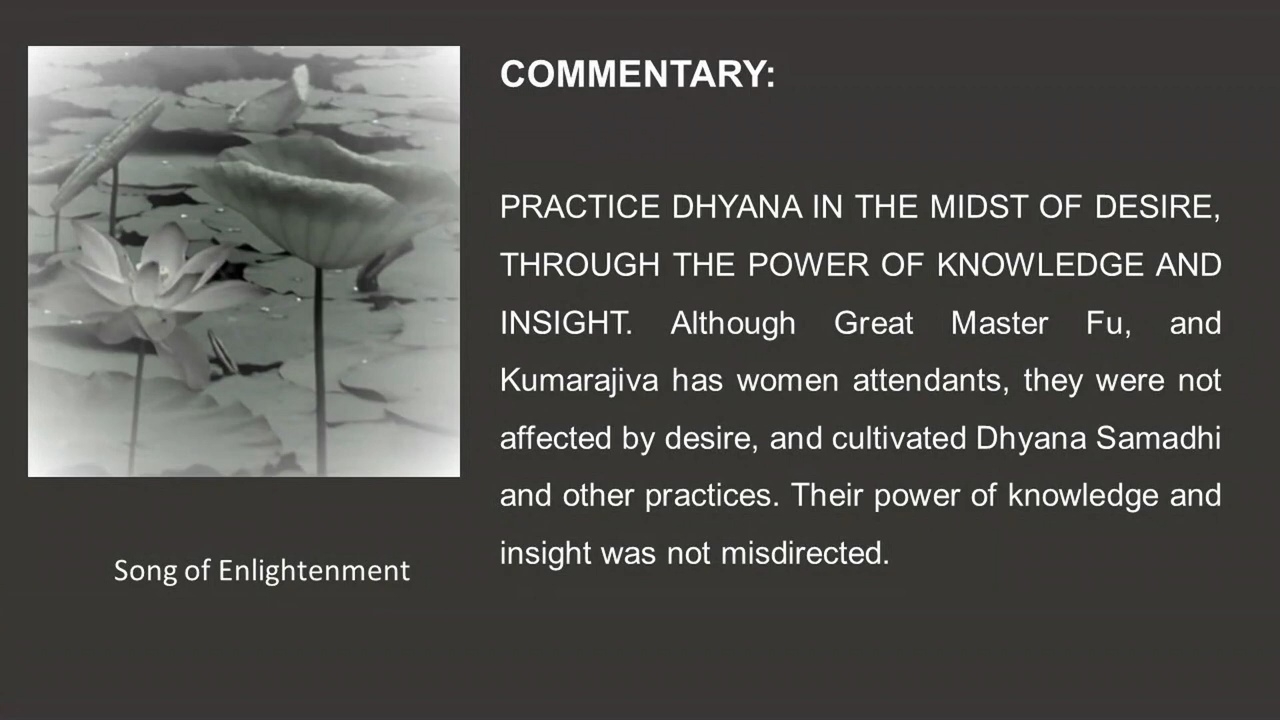 COMMENTARY:
PRACTICE DHYANA IN THE MIDST OF DESIRE,
THROUGH THE POWER OF KNOWLEDGE AND
INSIGHT. Although Great Master Fu, and
Kumarajiva has women attendants, they were not
affected by desire, and cultivated Dhyana Samadhi
and other practices. Their power of knowledge and
insight was not misdirected.
Song of Enlightenment